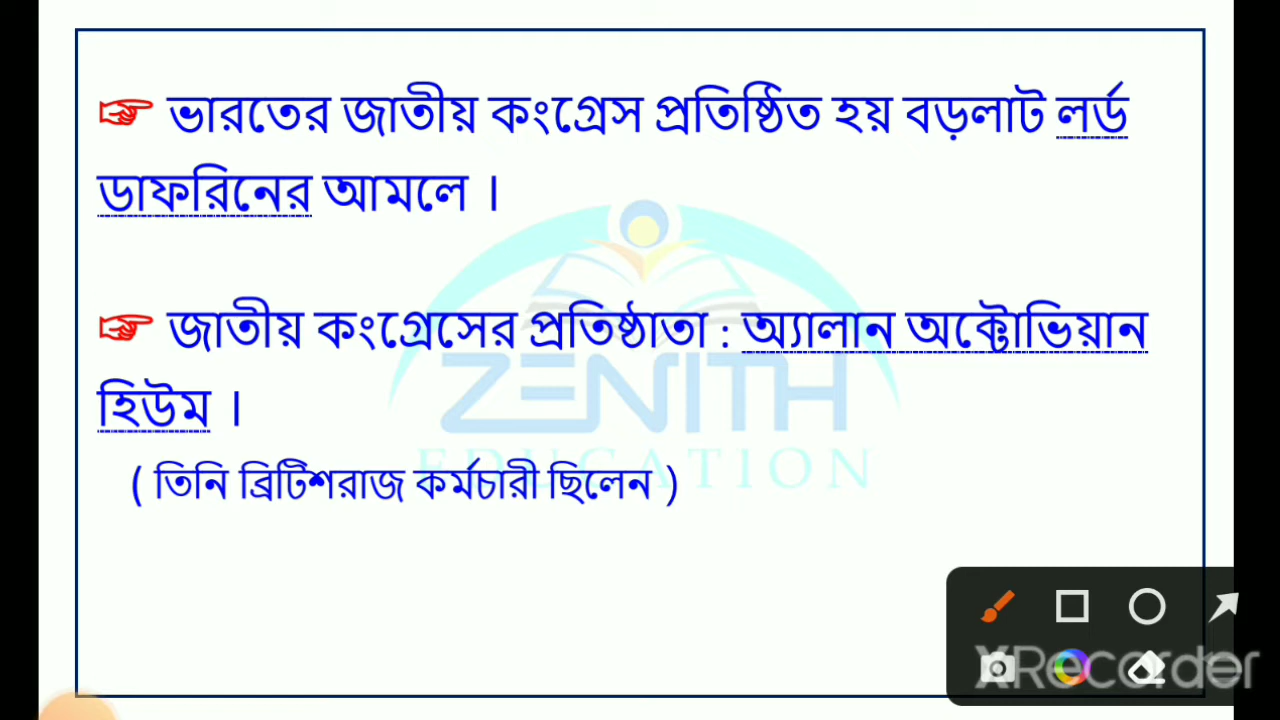 ☞ ভারতের জাতীয় কংগ্রেস প্রতিষ্ঠিত হয় বড়লাট লর্ড
ডাফরিনের আমলে ।
☞ জাতীয় কংগ্রেসের প্রতিষ্ঠাতা : অ্যালান অক্টোভিয়ান
হিউম ।
( তিনি ব্রিটিশরাজ কর্মচারী ছিলেন )
ZENITH
EDUCATION
XRecorder